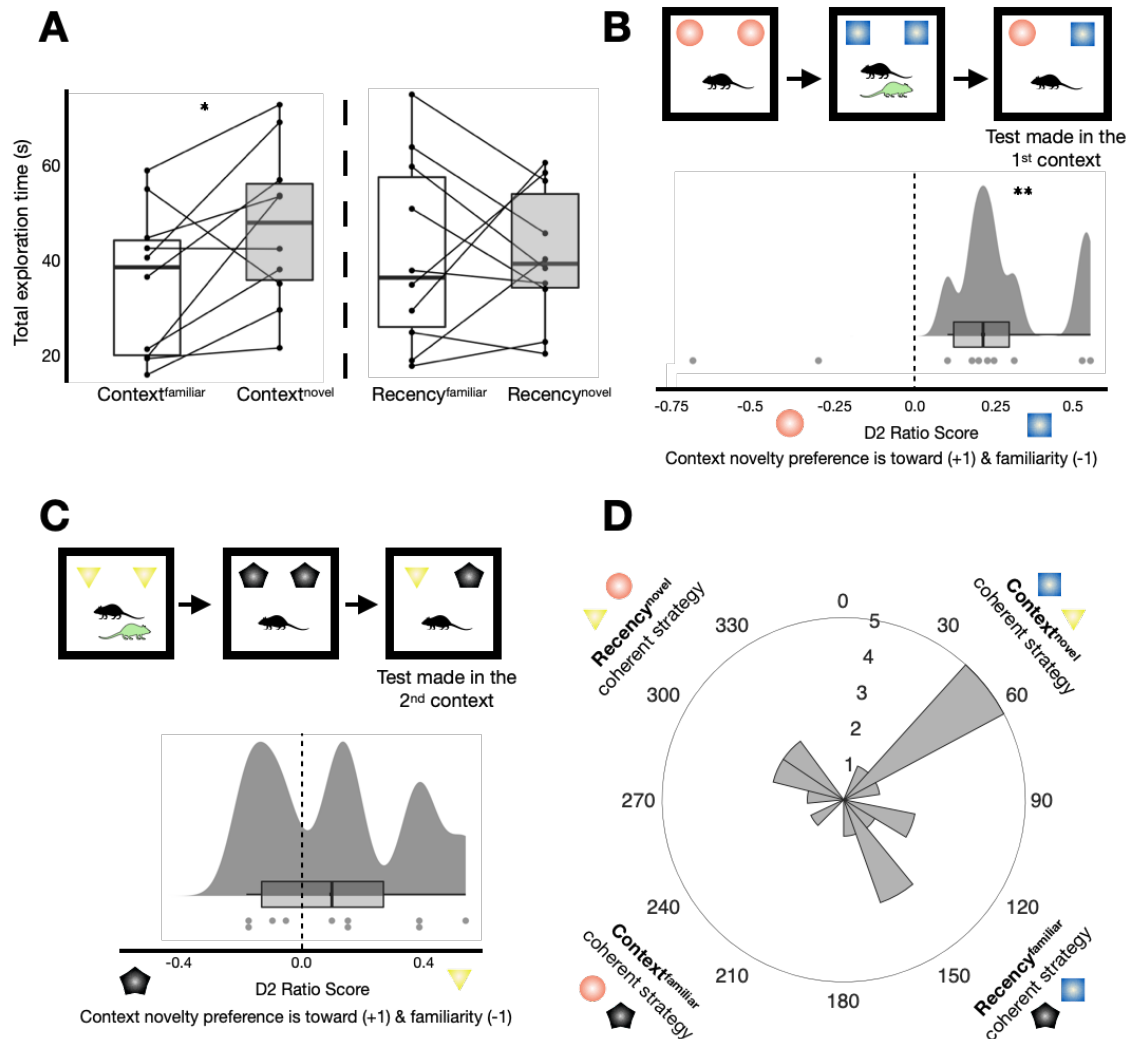 A
Total exploration time (s)
60
40
20
*
Context^familiar
Context^novel
Recency^familiar
Recency^novel
B
Test made in the
1st context
**
-0.75
-0.5
-0.25
0.0
0.25
0.5
D2 Ratio Score
Context novelty preference is toward (+1) & familiarity (-1)
C
Test made in the
2nd context
-0.4
0.0
0.4
D2 Ratio Score
Context novelty preference is toward (+1) & familiarity (-1)
D
Recency^novel
coherent strategy
Context^novel
coherent strategy
0
30
60
90
120
150
180
210
240
270
300
330
5
4
3
2
1
Context^familiar
coherent strategy
Recency^familiar
coherent strategy